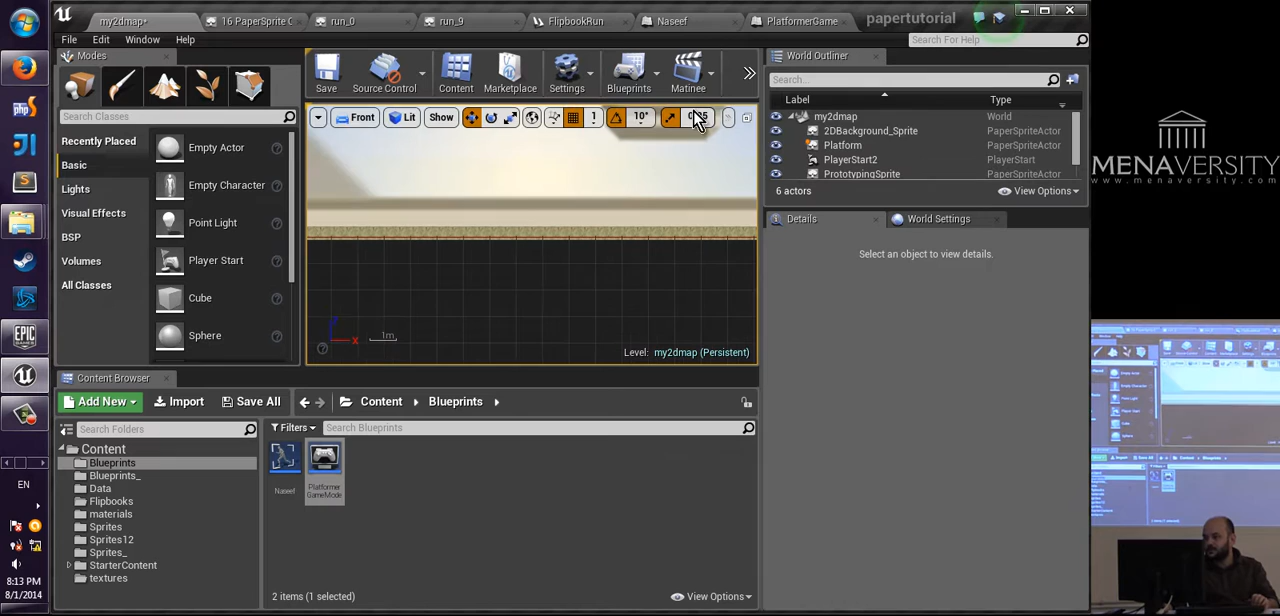 my2dmap*
16 PaperSprite C
run_0
run_9
FlipbookRun
Naseef
PlatformerGame
papertutorial
File Edit Window Help
Search For Help
Modes
Search Classes
Recently Placed
Basic
Lights
Visual Effects
BSP
Volumes
All Classes
Empty Actor
Empty Character
Point Light
Player Start
Cube
Sphere
Save
Source Control
Content
Marketplace
Settings
Blueprints
Matinee
Front
Lit
Show
1
10°
x
1m
Level: my2dmap (Persistent)
World Outliner
Search...
Label Type
my2dmap World
2DBackground_Sprite PaperSpriteActor
Platform PaperSpriteActor
PlayerStart2 PlayerStart
PrototypingSprite PaperSpriteActor
6 actors
View Options
Details
World Settings
Select an object to view details.
MENAVERSITY
www.menaversity.com
Content Browser
Add New
Import
Save All
Content
Blueprints
Search Folders
Filters
Search Blueprints
Content
Blueprints
Blueprints_
Data
Flipbooks
materials
Sprites
Sprites12
Sprites_
StarterContent
textures
Naseef
Platformer
GameMode
2 items (1 selected)
View Options
EPIC
GAMES
EN
8:13 PM
8/1/2014